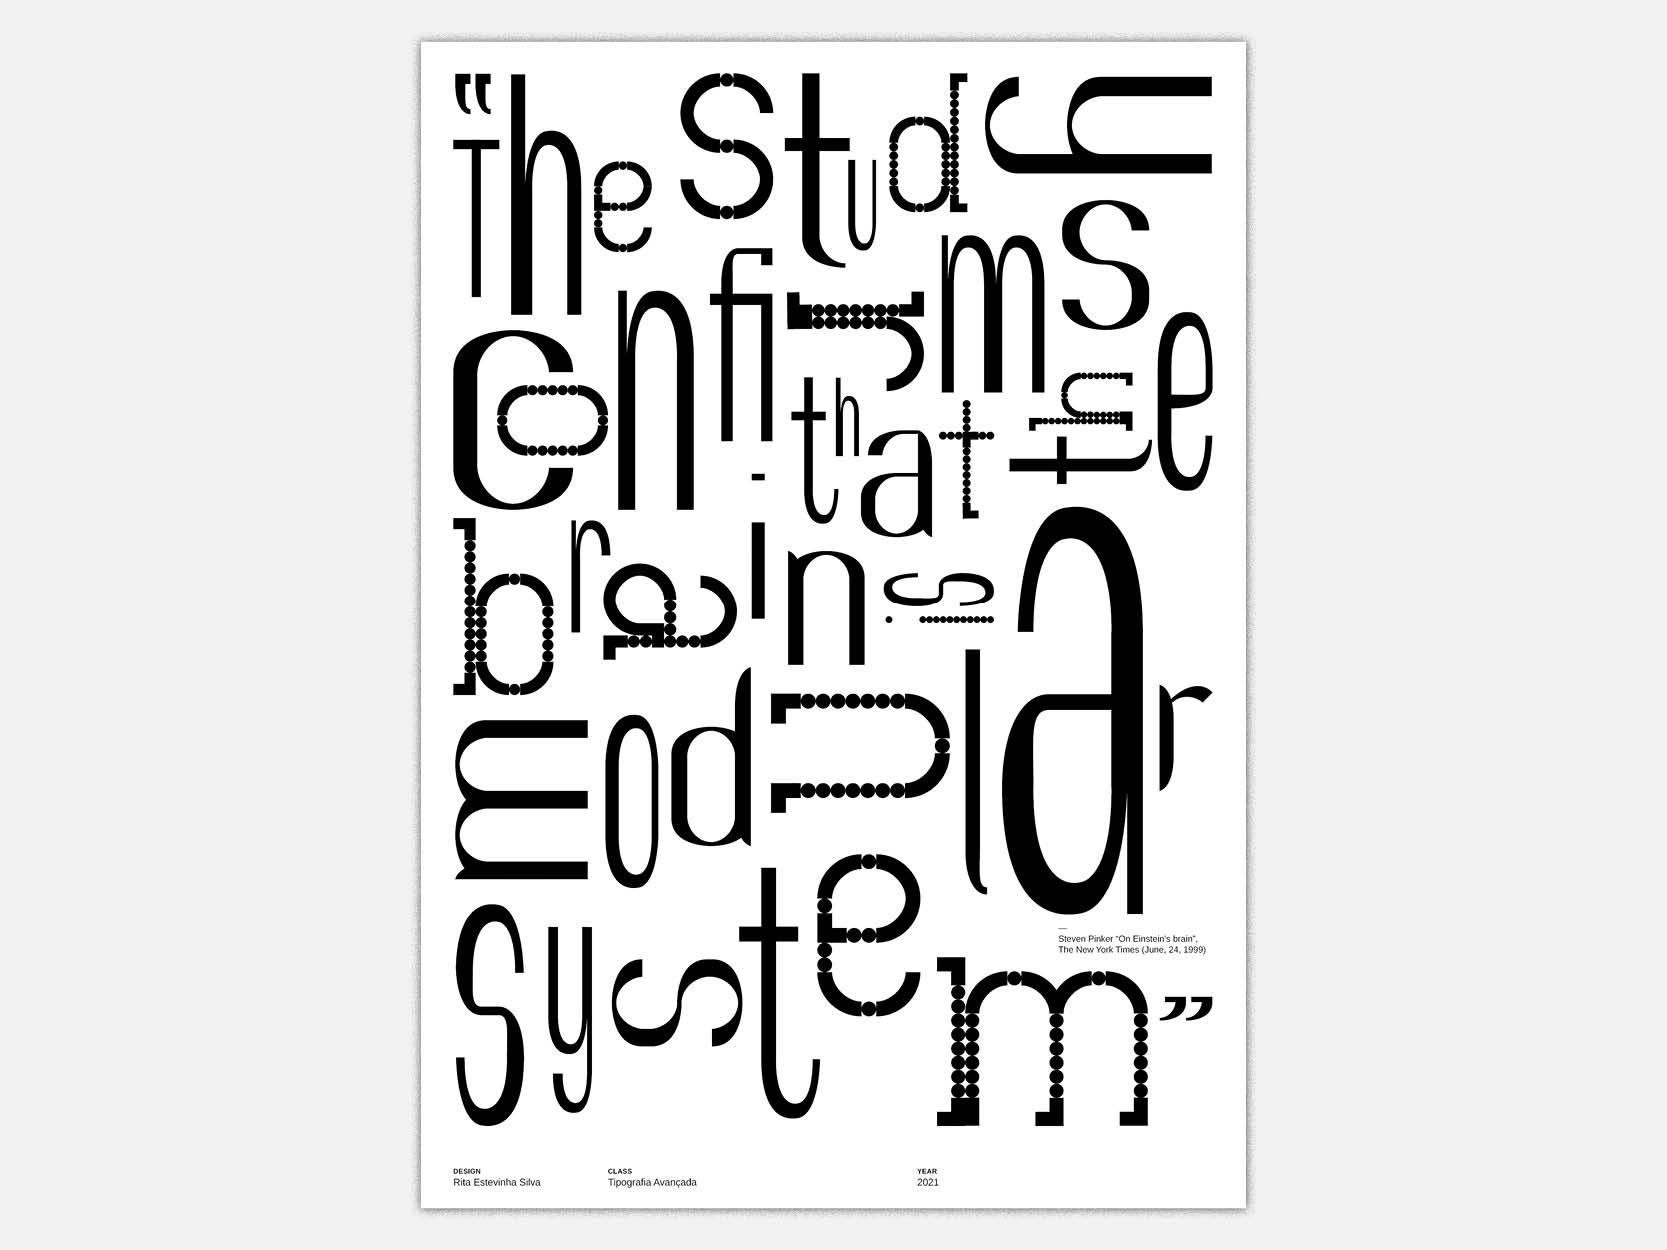 “The study
confirms
that the
brain is a
modular
system”
—
Steven Pinker “On Einstein’s brain”,
The New York Times (June, 24, 1999)
DESIGN
Rita Estevinha Silva
CLASS
Tipografia Avançada
YEAR
2021